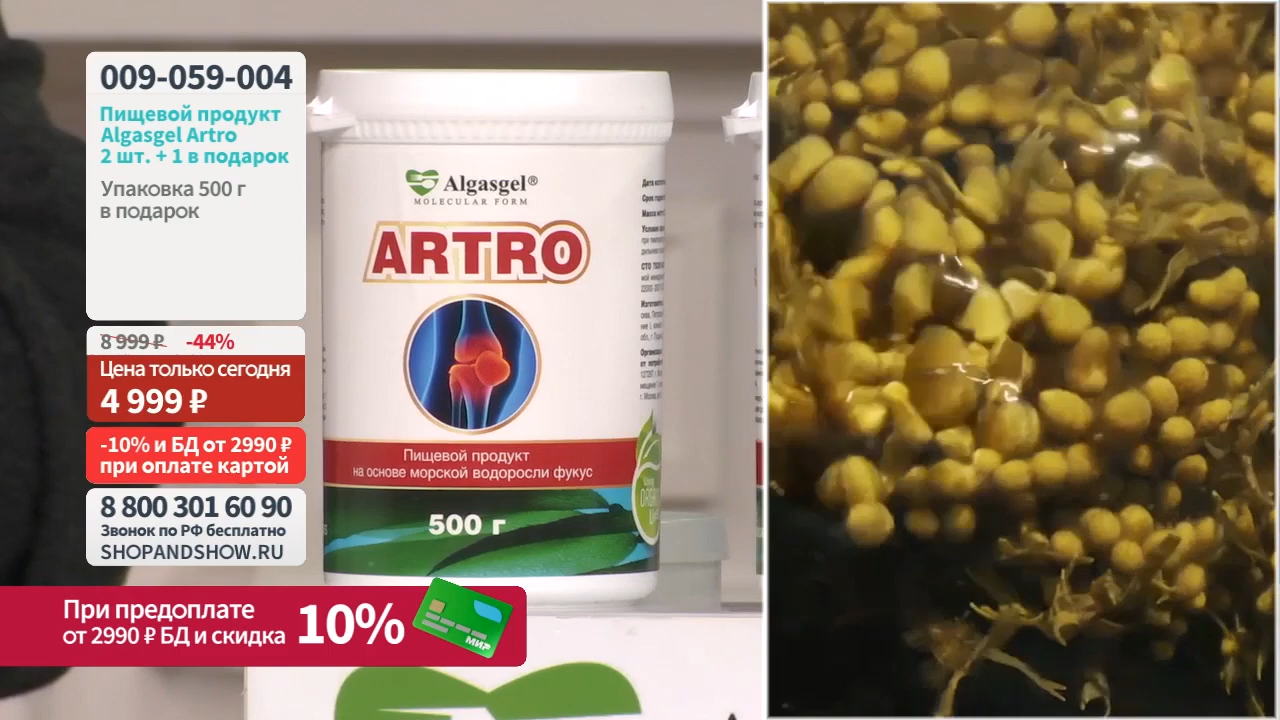 009-059-004
Пищевой продукт
Algasgel Artro
2 шт. + 1 в подарок
Упаковка 500 г
в подарок
8 999 ₽ -44%
Цена только сегодня
4 999 ₽
-10% и БД от 2990 ₽
при оплате картой
8 800 301 60 90
Звонок по РФ бесплатно
SHOPANDSHOW.RU
При предоплате
от 2990 ₽ БД и скидка
10%
МИР
Algasgel®
MOLECULAR FORM
ARTRO
Пищевой продукт
на основе морской водоросли фукус
500 г